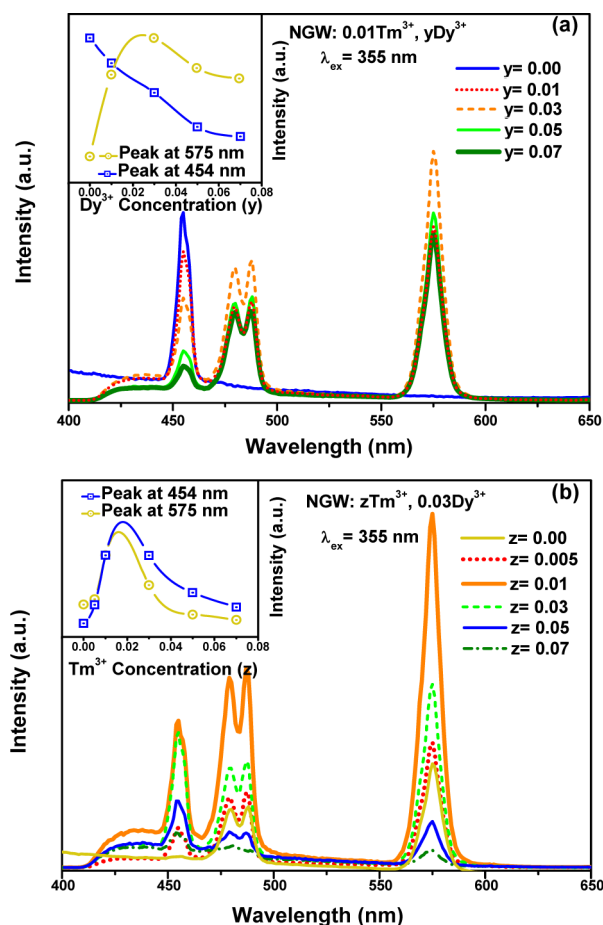 (a)
NGW: 0.01Tm³⁺, yDy³⁺
λex = 355 nm
y= 0.00
y= 0.01
y= 0.03
y= 0.05
y= 0.07
Peak at 575 nm
Peak at 454 nm
0.00 0.02 0.04 0.06 0.08
Dy³⁺ Concentration (y)
Intensity (a.u.)
Intensity (a.u.)
400 450 500 550 600 650
Wavelength (nm)
(b)
NGW: zTm³⁺, 0.03Dy³⁺
λex = 355 nm
z= 0.00
z= 0.005
z= 0.01
z= 0.03
z= 0.05
z= 0.07
Peak at 454 nm
Peak at 575 nm
0.00 0.02 0.04 0.06 0.08
Tm³⁺ Concentration (z)
Intensity (a.u.)
Intensity (a.u.)
400 450 500 550 600 650
Wavelength (nm)